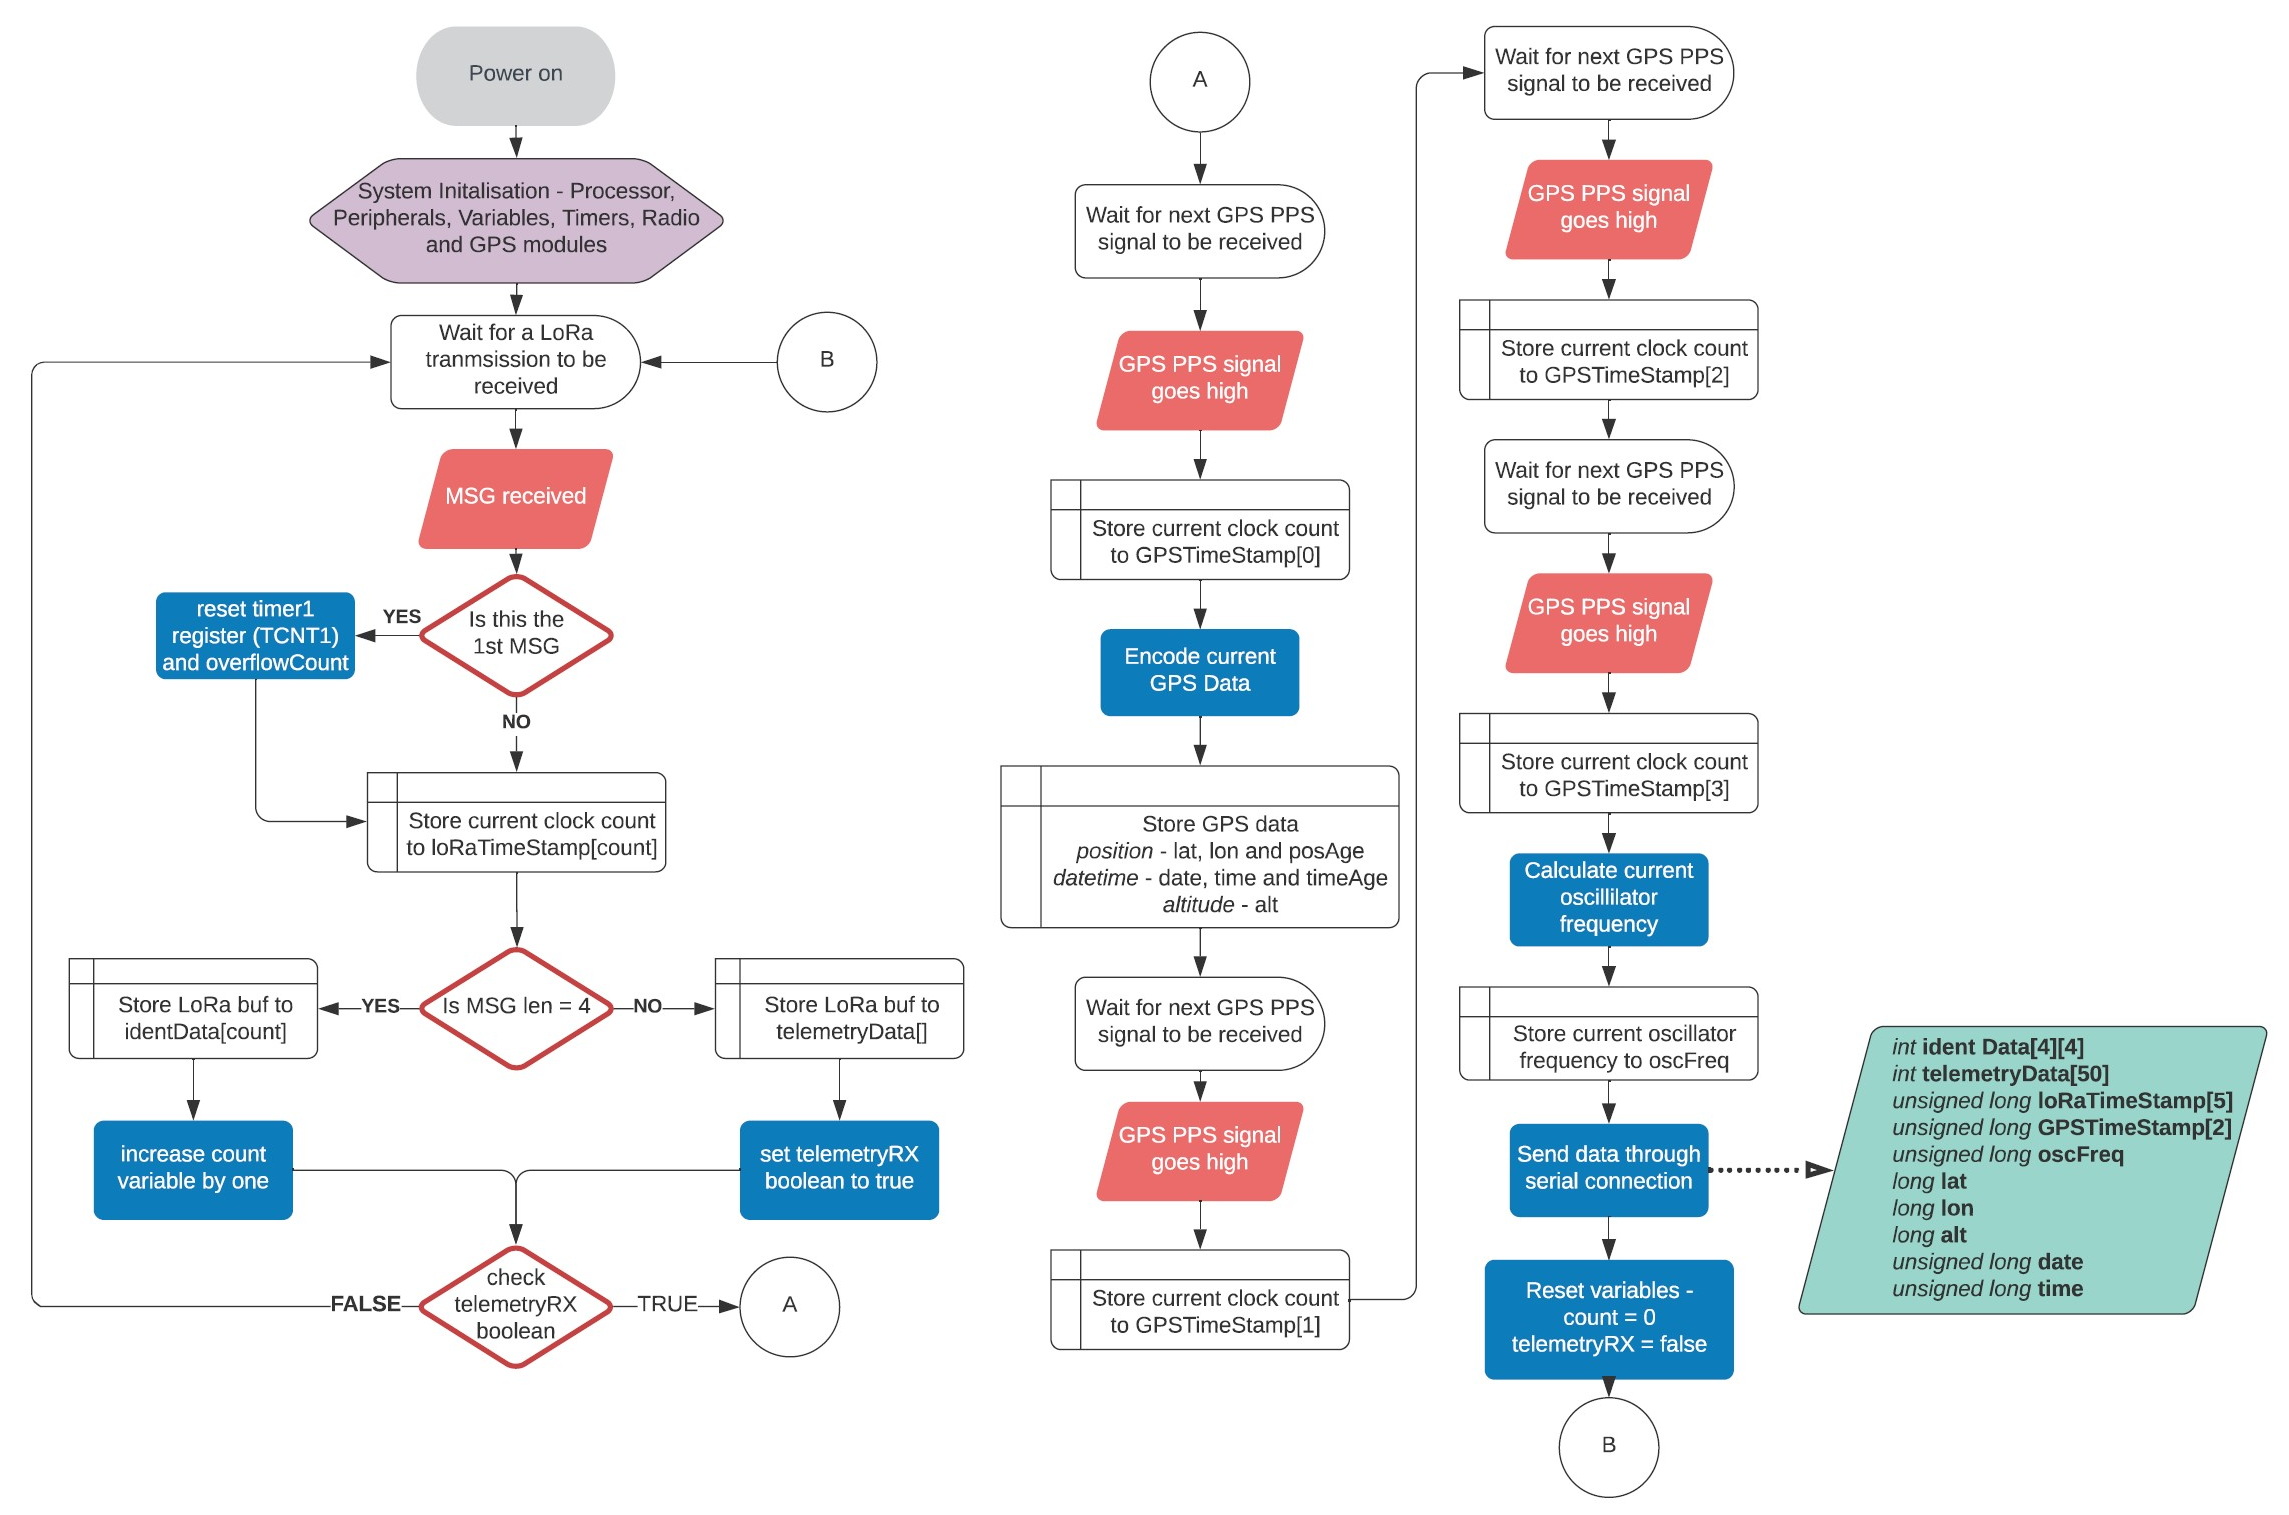 Power on
System Initalisation - Processor,
Peripherals, Variables, Timers, Radio
and GPS modules
Wait for a LoRa
tranmsission to be
received
B
MSG received
Is this the
1st MSG
YES
reset timer1
register (TCNT1)
and overflowCount
NO
Store current clock count
to loRaTimeStamp[count]
Is MSG len = 4
YES
NO
Store LoRa buf to
identData[count]
Store LoRa buf to
telemetryData[]
increase count
variable by one
set telemetryRX
boolean to true
check
telemetryRX
boolean
FALSE
TRUE
A
A
Wait for next GPS PPS
signal to be received
GPS PPS signal
goes high
Store current clock count
to GPSTimeStamp[0]
Encode current
GPS Data
Store GPS data
position - lat, lon and posAge
datetime - date, time and timeAge
altitude - alt
Wait for next GPS PPS
signal to be received
GPS PPS signal
goes high
Store current clock count
to GPSTimeStamp[1]
Wait for next GPS PPS
signal to be received
GPS PPS signal
goes high
Store current clock count
to GPSTimeStamp[2]
Wait for next GPS PPS
signal to be received
GPS PPS signal
goes high
Store current clock count
to GPSTimeStamp[3]
Calculate current
oscillilator
frequency
Store current oscillator
frequency to oscFreq
Send data through
serial connection
int ident Data[4][4]
int telemetryData[50]
unsigned long loRaTimeStamp[5]
unsigned long GPSTimeStamp[2]
unsigned long oscFreq
long lat
long lon
long alt
unsigned long date
unsigned long time
Reset variables -
count = 0
telemetryRX = false
B